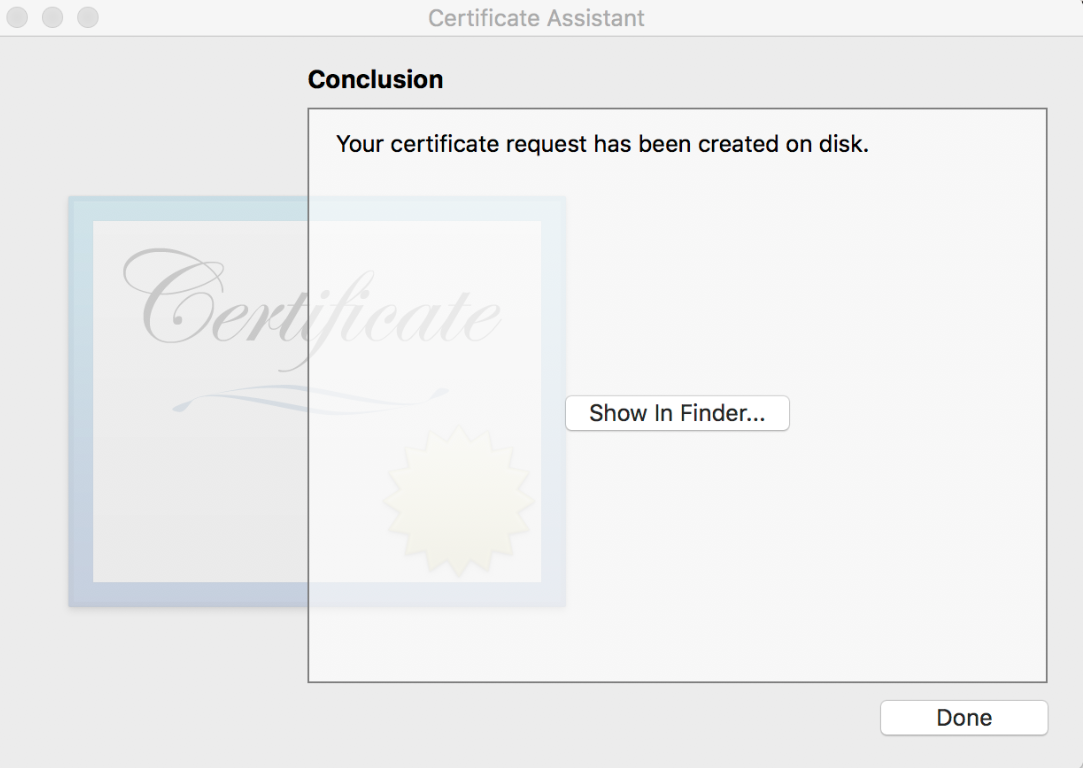 Certificate Assistant
Conclusion
Your certificate request has been created on disk.
Certificate
Show In Finder...
Done